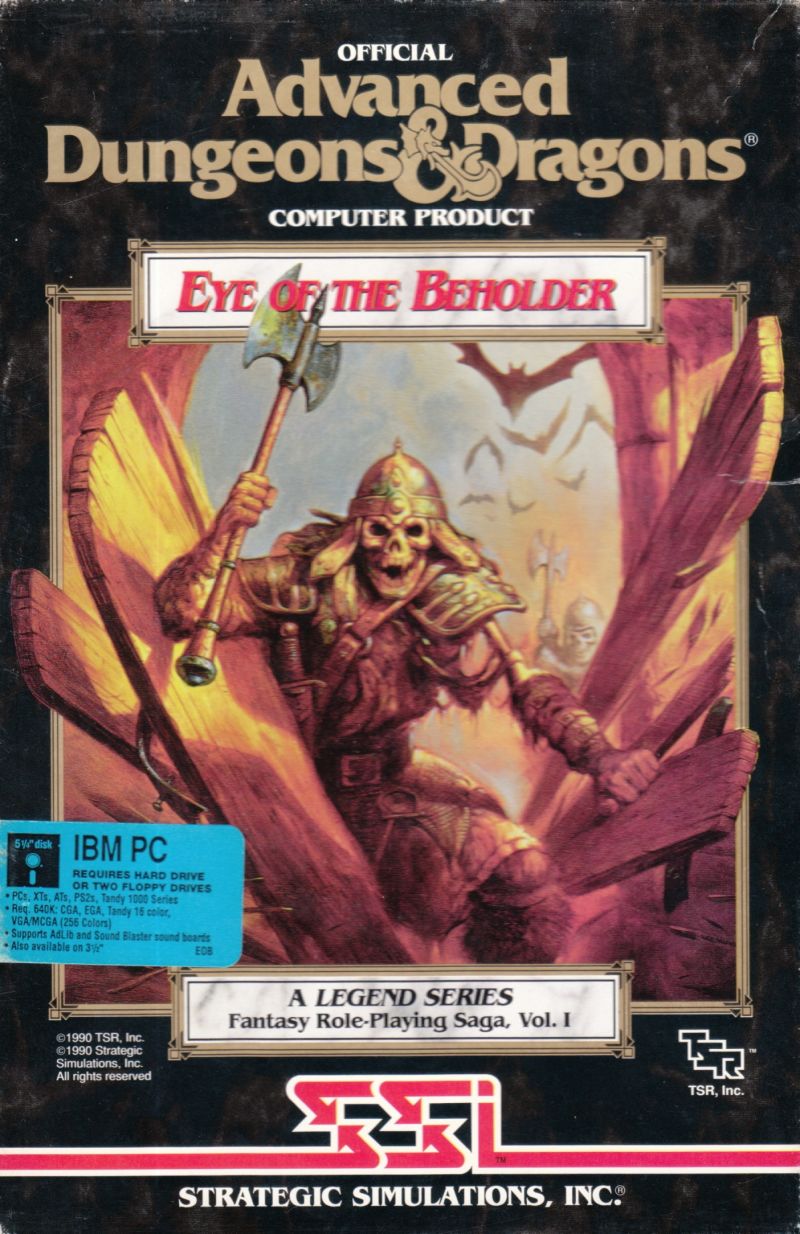 OFFICIAL
Advanced
Dungeons & Dragons®
COMPUTER PRODUCT
EYE OF THE BEHOLDER
5¼" disk
IBM PC
REQUIRES HARD DRIVE
OR TWO FLOPPY DRIVES
• PCs, XTs, ATs, PS2s, Tandy 1000 Series
• Req. 640K: CGA, EGA, Tandy 16 color,
VGA/MCGA (256 Colors)
• Supports AdLib and Sound Blaster sound boards
• Also available on 3½"
EOB
A LEGEND SERIES
Fantasy Role-Playing Saga, Vol. I
©1990 TSR, Inc.
©1990 Strategic
Simulations, Inc.
All rights reserved
TSR™
TSR, Inc.
SSI™
STRATEGIC SIMULATIONS, INC.®